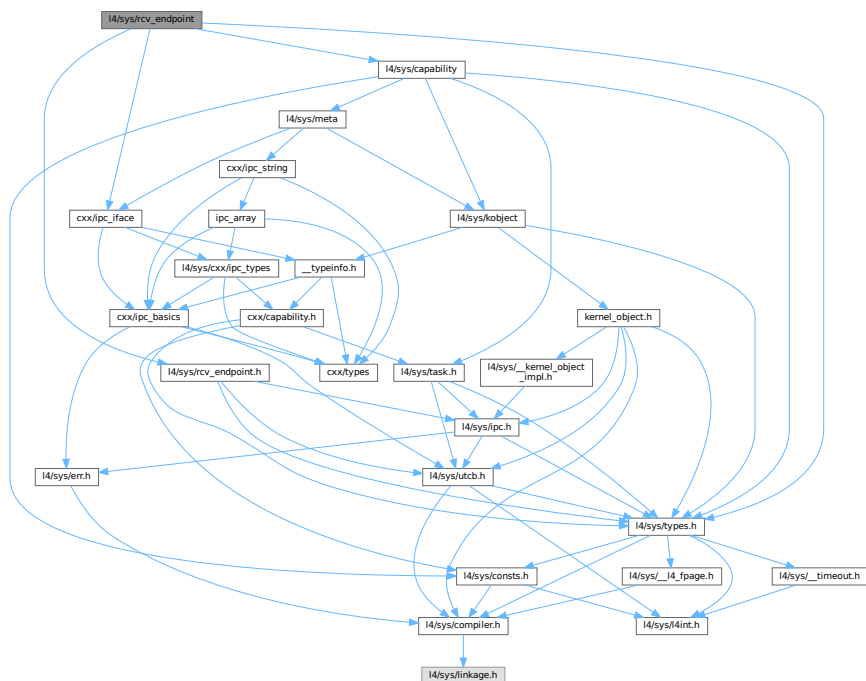 l4/sys/rcv_endpoint
l4/sys/capability
l4/sys/meta
cxx/ipc_string
cxx/ipc_iface
ipc_array
l4/sys/kobject
l4/sys/cxx/ipc_types
__typeinfo.h
cxx/ipc_basics
cxx/capability.h
kernel_object.h
l4/sys/rcv_endpoint.h
cxx/types
l4/sys/task.h
l4/sys/__kernel_object
_impl.h
l4/sys/ipc.h
l4/sys/err.h
l4/sys/utcb.h
l4/sys/types.h
l4/sys/consts.h
l4/sys/__l4_fpage.h
l4/sys/__timeout.h
l4/sys/compiler.h
l4/sys/l4int.h
l4/sys/linkage.h